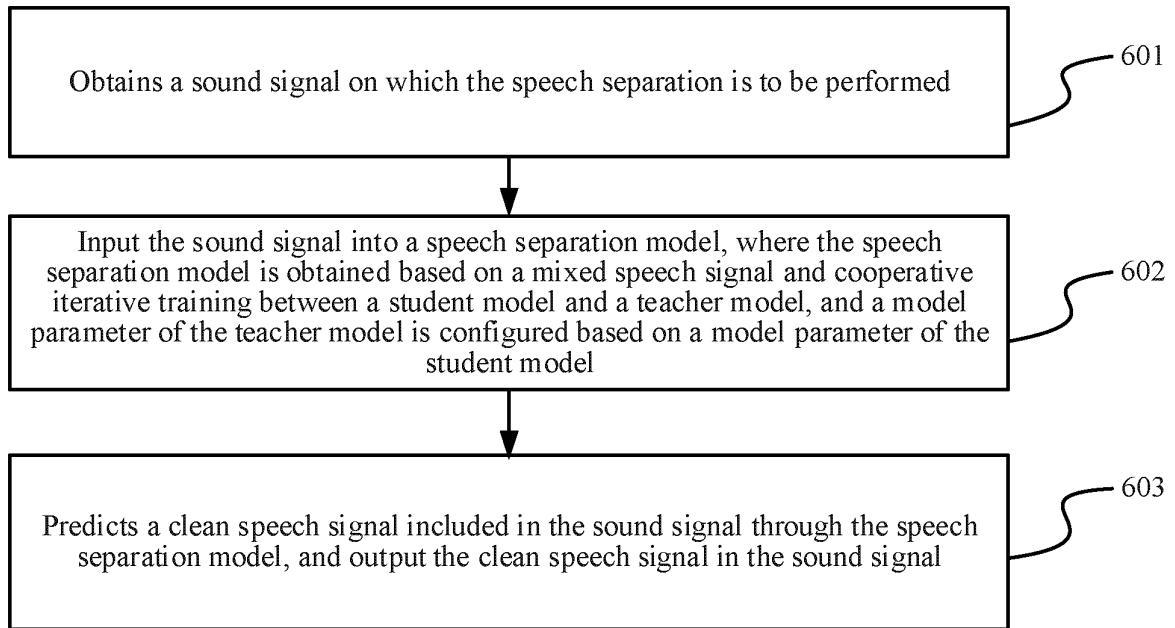 Obtains a sound signal on which the speech separation is to be performed
601
Input the sound signal into a speech separation model, where the speech
separation model is obtained based on a mixed speech signal and cooperative
iterative training between a student model and a teacher model, and a model
parameter of the teacher model is configured based on a model parameter of the
student model
602
Predicts a clean speech signal included in the sound signal through the speech
separation model, and output the clean speech signal in the sound signal
603